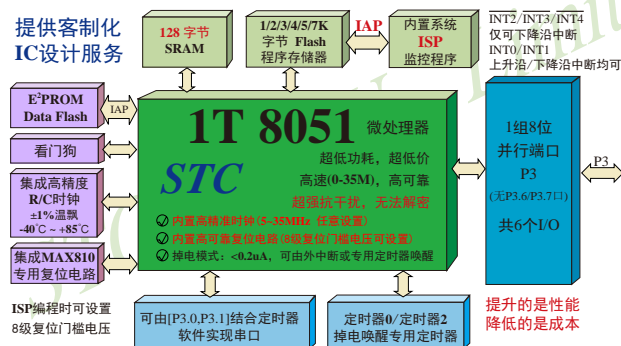 提供客制化
IC设计服务
128 字节
SRAM
1/2/3/4/5/7K
字节 Flash
程序存储器
IAP
内置系统
ISP
监控程序
INT2/INT3/INT4
仅可下降沿中断
INT0/INT1
上升沿/下降沿中断均可
E²PROM
Data Flash
IAP
看门狗
集成高精度
R/C时钟
±1%温飘
-40℃ ~ +85℃
集成MAX810
专用复位电路
ISP编程时可设置
8级复位门槛电压
1T 8051 微处理器
STC
超低功耗，超低价
高速(0-35M)，高可靠
超强抗干扰，无法解密
内置高精准时钟(5~35MHz 任意设置)
内置高可靠复位电路(8级复位门槛电压可设置)
掉电模式：<0.2uA，可由外中断或专用定时器唤醒
1组8位
并行端口
P3
(无P3.6/P3.7口)
共6个I/O
P3
可由[P3.0,P3.1]结合定时器
软件实现串口
定时器0/定时器2
掉电唤醒专用定时器
提升的是性能
降低的是成本